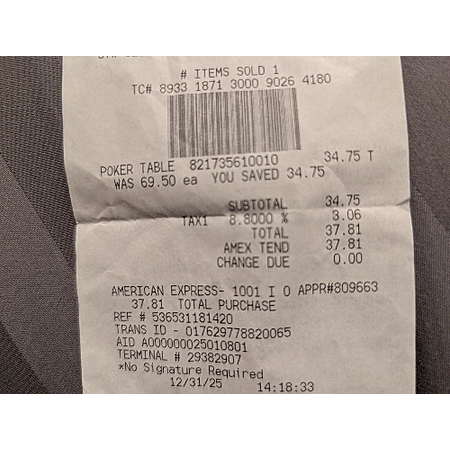 # ITEMS SOLD 1
TC# 8933 1871 3000 9026 4180
POKER TABLE 821735610010 34.75 T
WAS 69.50 ea YOU SAVED 34.75
SUBTOTAL 34.75
TAX1 8.8000 % 3.06
TOTAL 37.81
AMEX TEND 37.81
CHANGE DUE 0.00
AMERICAN EXPRESS- 1001 I 0 APPR#809663
37.81 TOTAL PURCHASE
REF # 536531181420
TRANS ID - 017629778820065
AID A000000025010801
TERMINAL # 29382907
*No Signature Required
12/31/25 14:18:33